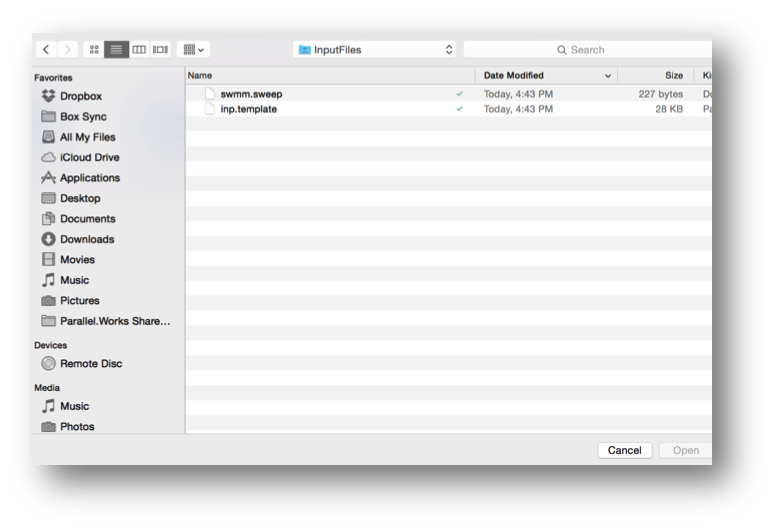 InputFiles
Search
Favorites
Name
Date Modified
Size
Dropbox
swmm.sweep
Today, 4:43 PM
227 bytes
Box Sync
inp.template
Today, 4:43 PM
28 KB
All My Files
iCloud Drive
Applications
Desktop
Documents
Downloads
Movies
Music
Pictures
Parallel.Works Share...
Devices
Remote Disc
Media
Music
Photos
Cancel
Open